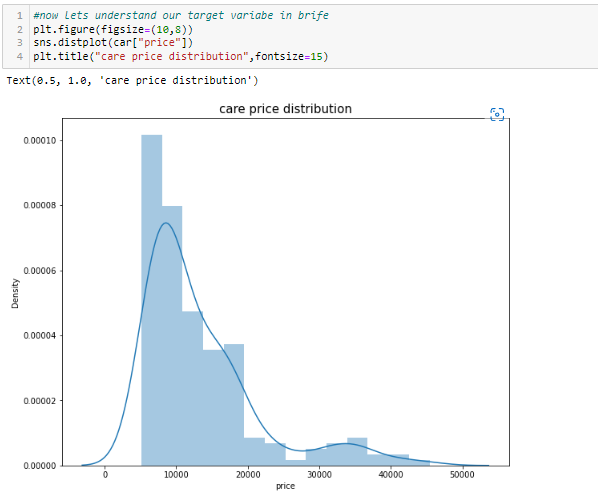 1 #now Lets understand our target variabe in brife
2 plt.figure(figsize=(10,8))
3 sns.distplot(car["price"])
4 plt.title("care price distribution",fontsize=15)
Text(0.5, 1.0, 'care price distribution')
care price distribution
0.00010
0.00008
0.00006
0.00004
0.00002
0.00000
Density
0 10000 20000 30000 40000 50000
price